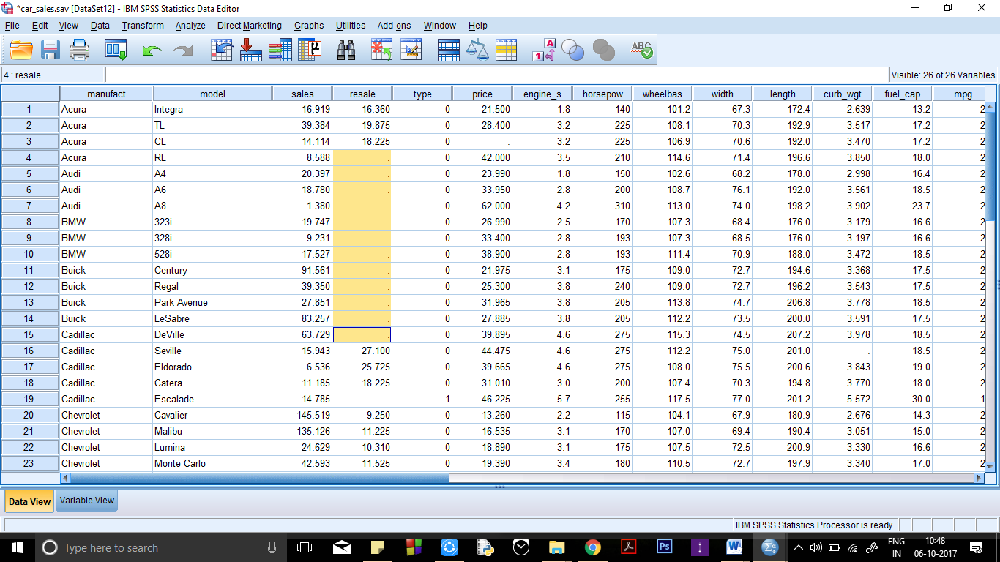 *car_sales.sav [DataSet12] - IBM SPSS Statistics Data Editor
File Edit View Data Transform Analyze Direct Marketing Graphs Utilities Add-ons Window Help
4 : resale Visible: 26 of 26 Variables
manufact model sales resale type price engine_s horsepow wheelbas width length curb_wgt fuel_cap mpg
1 Acura Integra 16.919 16.360 0 21.500 1.8 140 101.2 67.3 172.4 2.639 13.2 2
2 Acura TL 39.384 19.875 0 28.400 3.2 225 108.1 70.3 192.9 3.517 17.2 2
3 Acura CL 14.114 18.225 0 . 3.2 225 106.9 70.6 192.0 3.470 17.2 2
4 Acura RL 8.588 . 0 42.000 3.5 210 114.6 71.4 196.6 3.850 18.0 2
5 Audi A4 20.397 . 0 23.990 1.8 150 102.6 68.2 178.0 2.998 16.4 2
6 Audi A6 18.780 . 0 33.950 2.8 200 108.7 76.1 192.0 3.561 18.5 2
7 Audi A8 1.380 . 0 62.000 4.2 310 113.0 74.0 198.2 3.902 23.7 2
8 BMW 323i 19.747 . 0 26.990 2.5 170 107.3 68.4 176.0 3.179 16.6 2
9 BMW 328i 9.231 . 0 33.400 2.8 193 107.3 68.5 176.0 3.197 16.6 2
10 BMW 528i 17.527 . 0 38.900 2.8 193 111.4 70.9 188.0 3.472 18.5 2
11 Buick Century 91.561 . 0 21.975 3.1 175 109.0 72.7 194.6 3.368 17.5 2
12 Buick Regal 39.350 . 0 25.300 3.8 240 109.0 72.7 196.2 3.543 17.5 2
13 Buick Park Avenue 27.851 . 0 31.965 3.8 205 113.8 74.7 206.8 3.778 18.5 2
14 Buick LeSabre 83.257 . 0 27.885 3.8 205 112.2 73.5 200.0 3.591 17.5 2
15 Cadillac DeVille 63.729 . 0 39.895 4.6 275 115.3 74.5 207.2 3.978 18.5 2
16 Cadillac Seville 15.943 27.100 0 44.475 4.6 275 112.2 75.0 201.0 . 18.5 2
17 Cadillac Eldorado 6.536 25.725 0 39.665 4.6 275 108.0 75.5 200.6 3.843 19.0 2
18 Cadillac Catera 11.185 18.225 0 31.010 3.0 200 107.4 70.3 194.8 3.770 18.0 2
19 Cadillac Escalade 14.785 . 1 46.225 5.7 255 117.5 77.0 201.2 5.572 30.0 1
20 Chevrolet Cavalier 145.519 9.250 0 13.260 2.2 115 104.1 67.9 180.9 2.676 14.3 2
21 Chevrolet Malibu 135.126 11.225 0 16.535 3.1 170 107.0 69.4 190.4 3.051 15.0 2
22 Chevrolet Lumina 24.629 10.310 0 18.890 3.1 175 107.5 72.5 200.9 3.330 16.6 2
23 Chevrolet Monte Carlo 42.593 11.525 0 19.390 3.4 180 110.5 72.7 197.9 3.340 17.0 2
Data View Variable View
IBM SPSS Statistics Processor is ready
Type here to search
ENG
IN
10:48
06-10-2017